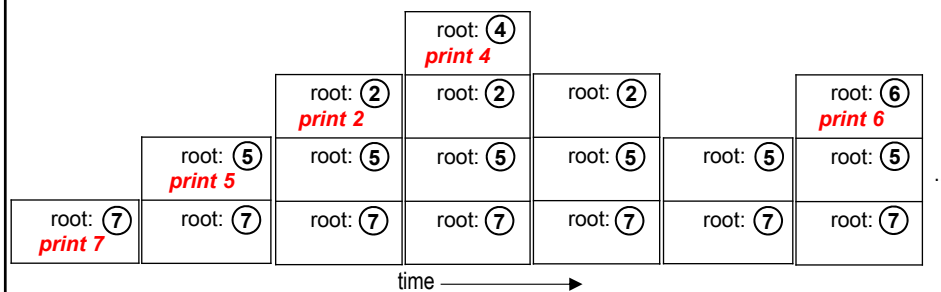 root: 4
print 4
root: 2 root: 2 root: 2 root: 6
print 2 print 6
root: 5 root: 5 root: 5 root: 5 root: 5 root: 5
print 5
root: 7 root: 7 root: 7 root: 7 root: 7 root: 7 root: 7
print 7
time